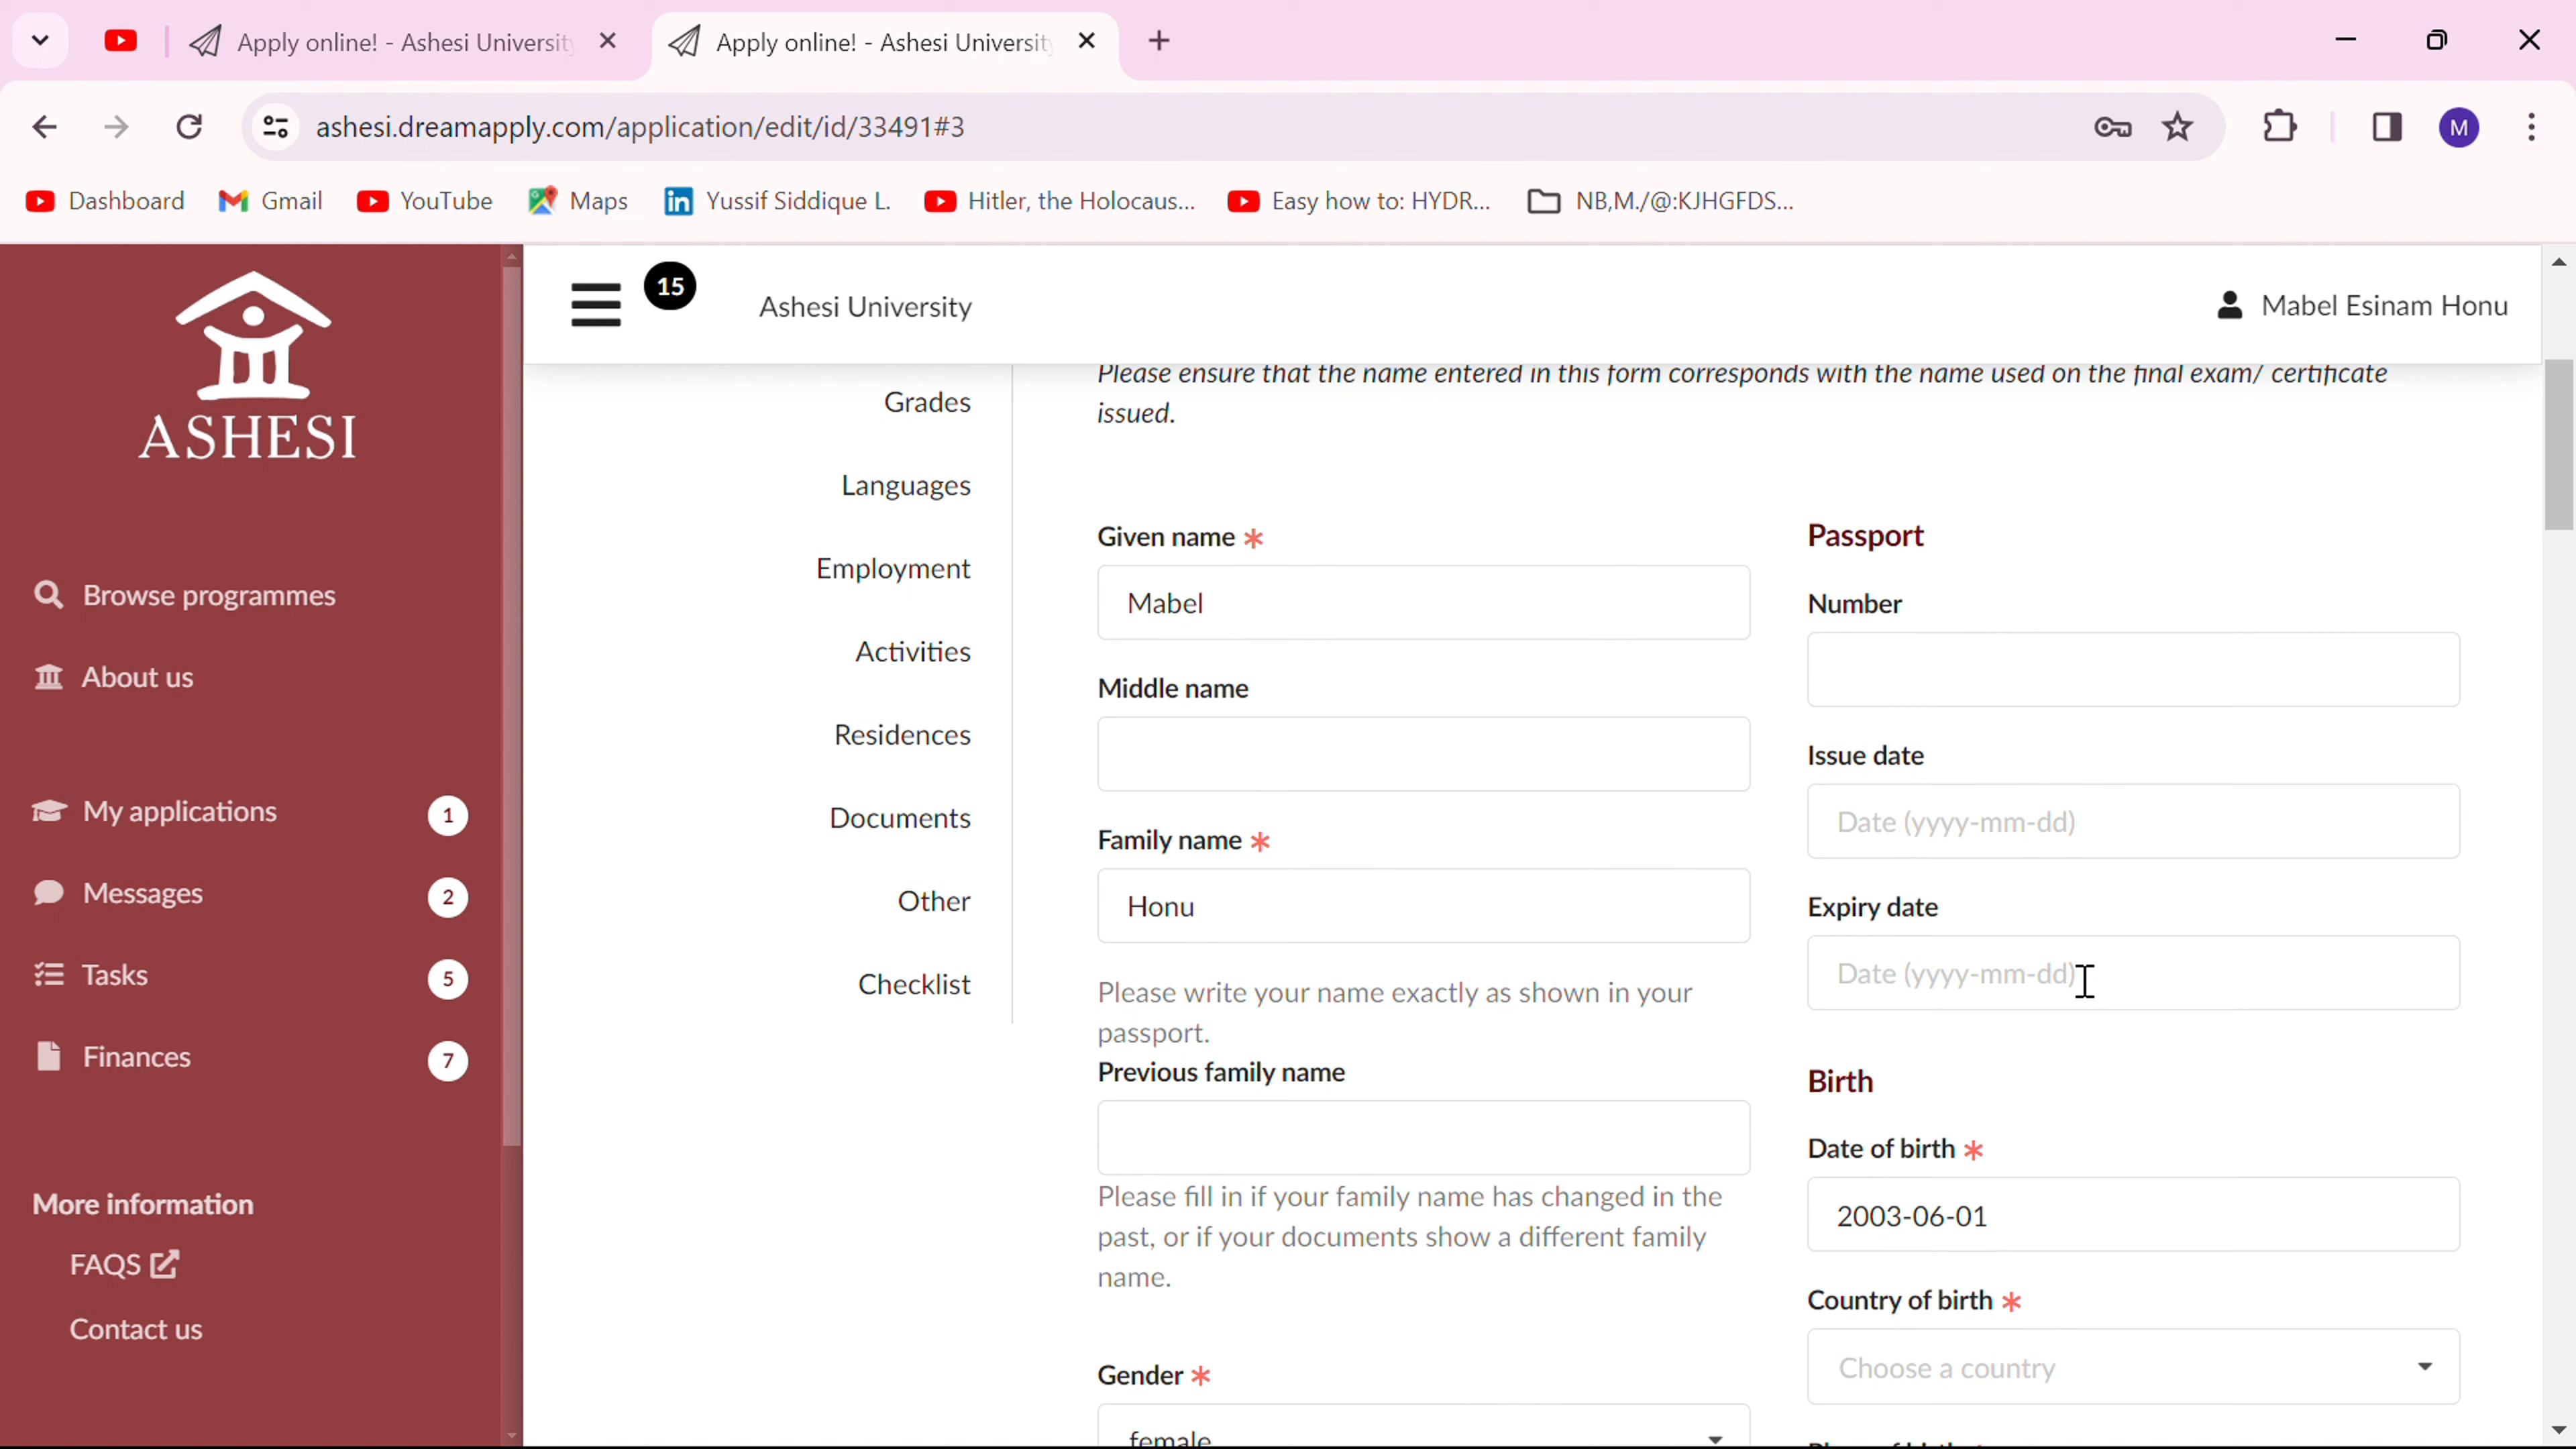 Apply online! - Ashesi University
Apply online! - Ashesi University
ashesi.dreamapply.com/application/edit/id/33491#3
M
Dashboard
Gmail
YouTube
Maps
in
Yussif Siddique L.
Hitler, the Holocaus...
Easy how to: HYDR...
NB,M./@:KJHGFDS...
ASHESI
Browse programmes
About us
My applications 1
Messages 2
Tasks 5
Finances 7
More information
FAQS
Contact us
15
Ashesi University
Mabel Esinam Honu
Grades
Languages
Employment
Activities
Residences
Documents
Other
Checklist
Please ensure that the name entered in this form corresponds with the name used on the final exam/ certificate
issued.
Given name *
Mabel
Middle name
Family name *
Honu
Please write your name exactly as shown in your
passport.
Previous family name
Please fill in if your family name has changed in the
past, or if your documents show a different family
name.
Gender *
female
Passport
Number
Issue date
Date (yyyy-mm-dd)
Expiry date
Date (yyyy-mm-dd)
Birth
Date of birth *
2003-06-01
Country of birth *
Choose a country